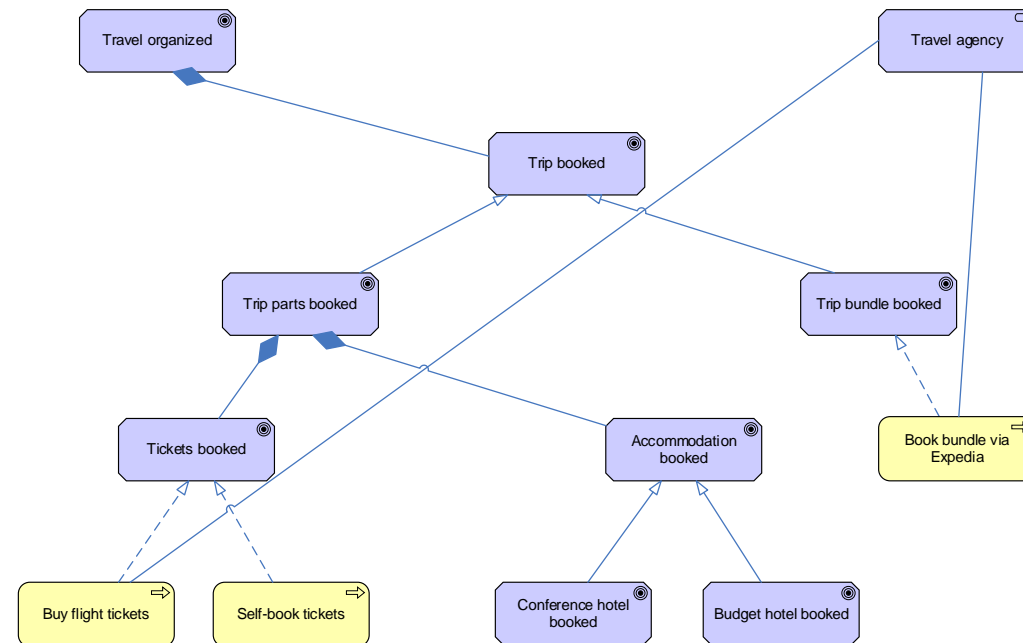 Travel organized
Travel agency
Trip booked
Trip parts booked
Trip bundle booked
Tickets booked
Accommodation
booked
Book bundle via
Expedia
Buy flight tickets
Self-book tickets
Conference hotel
booked
Budget hotel booked